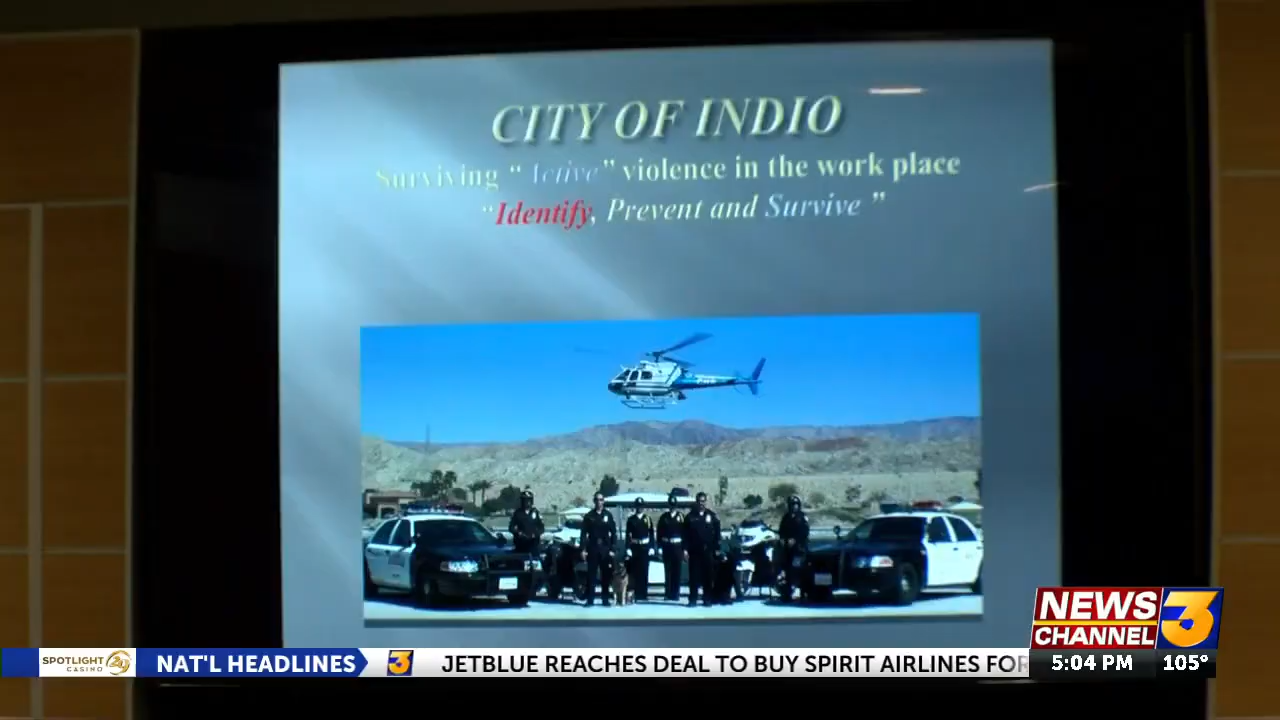 CITY OF INDIO
Surviving "Active" violence in the work place
"Identify, Prevent and Survive"
NEWS
CHANNEL 3
SPOTLIGHT 29
CASINO
NAT'L HEADLINES
3
JETBLUE REACHES DEAL TO BUY SPIRIT AIRLINES FOR
5:04 PM 105°